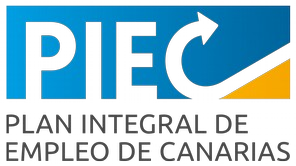 PIEC
PLAN INTEGRAL DE
EMPLEO DE CANARIAS